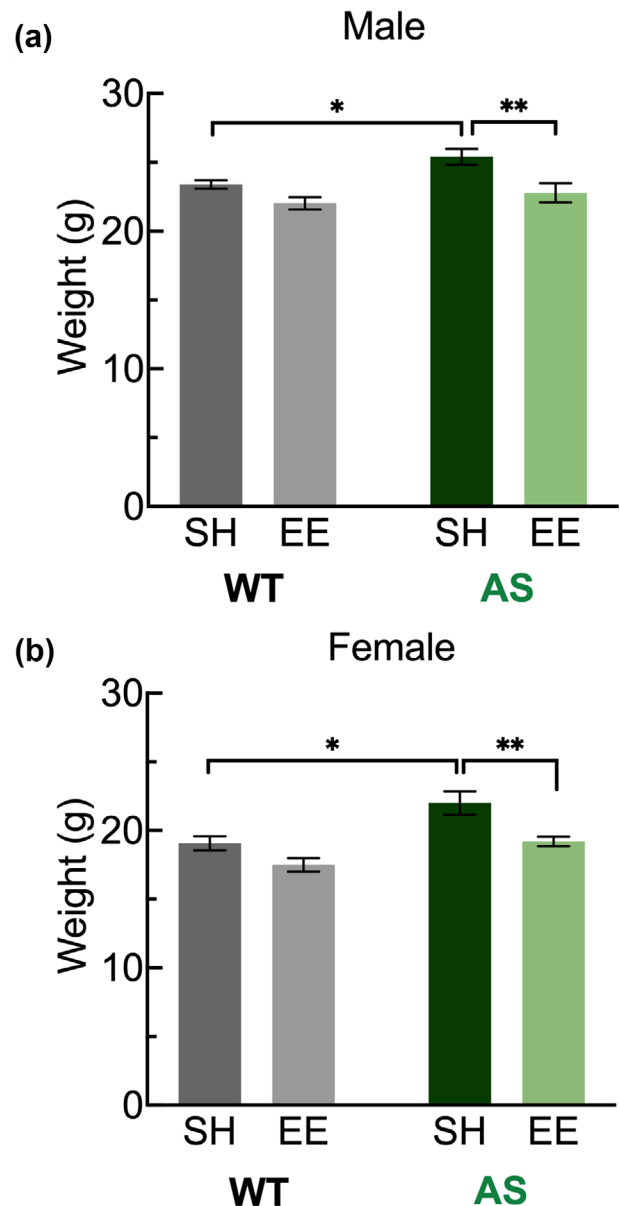 (a)
Male
* **
30
20
10
0
Weight (g)
SH EE SH EE
WT AS
(b)
Female
* **
30
20
10
0
Weight (g)
SH EE SH EE
WT AS